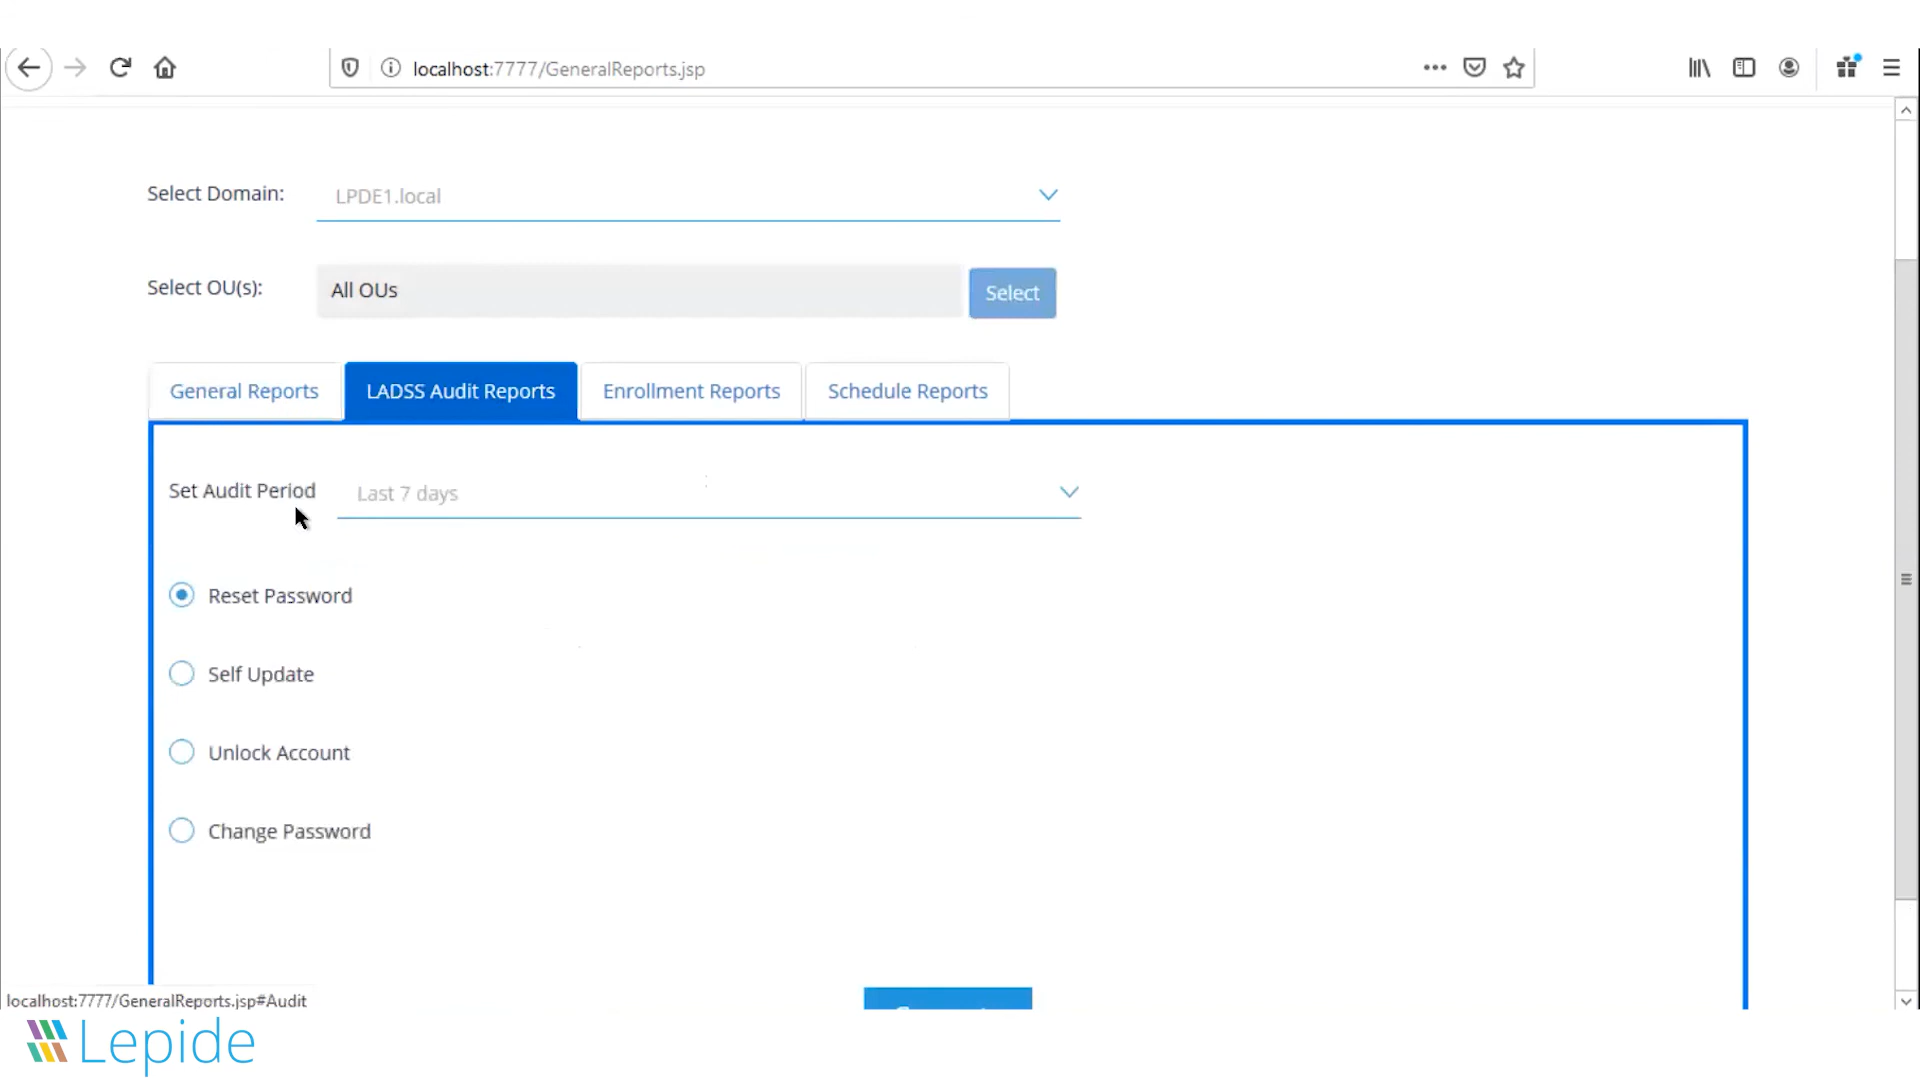 localhost:7777/GeneralReports.jsp
Select Domain:
LPDE1.local
Select OU(s):
All OUs
Select
General Reports
LADSS Audit Reports
Enrollment Reports
Schedule Reports
Set Audit Period
Last 7 days
Reset Password
Self Update
Unlock Account
Change Password
localhost:7777/GeneralReports.jsp#Audit
Lepide